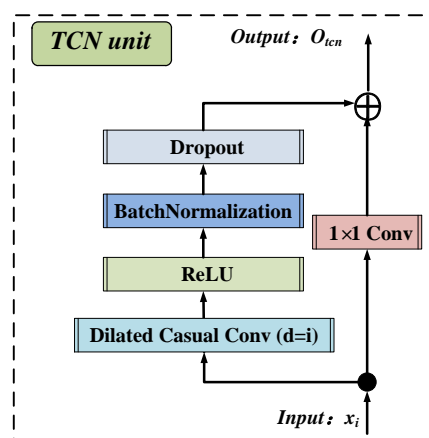 TCN unit
Output： Oₜcₙ
Dropout
BatchNormalization
1×1 Conv
ReLU
Dilated Casual Conv (d=i)
Input： xᵢ